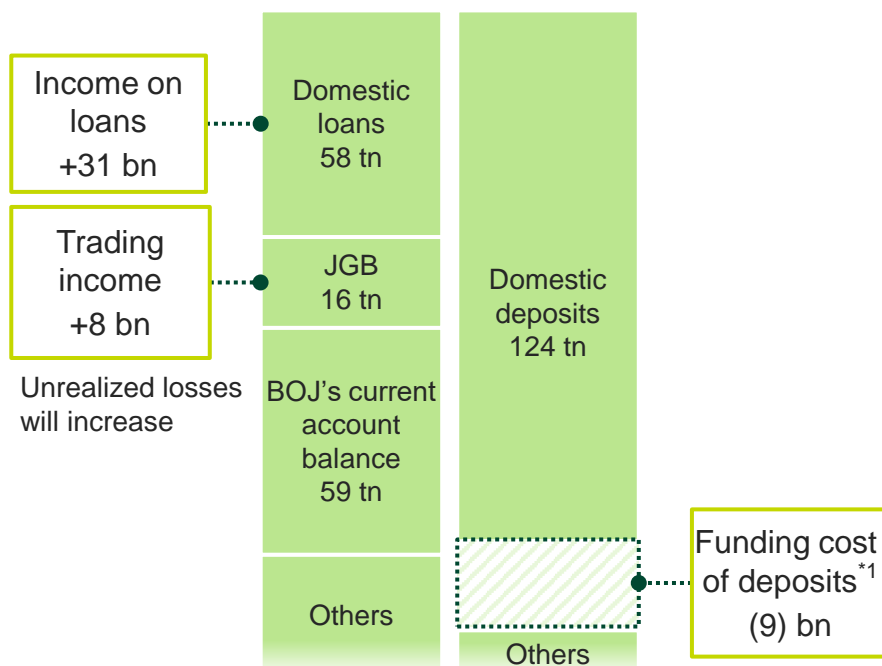 Income on
loans
+31 bn
Trading
income
+8 bn
Unrealized losses
will increase
Domestic
loans
58 tn
JGB
16 tn
BOJ's current
account
balance
59 tn
Others
Domestic
deposits
124 tn
Others
Funding cost
of deposits*1
(9) bn